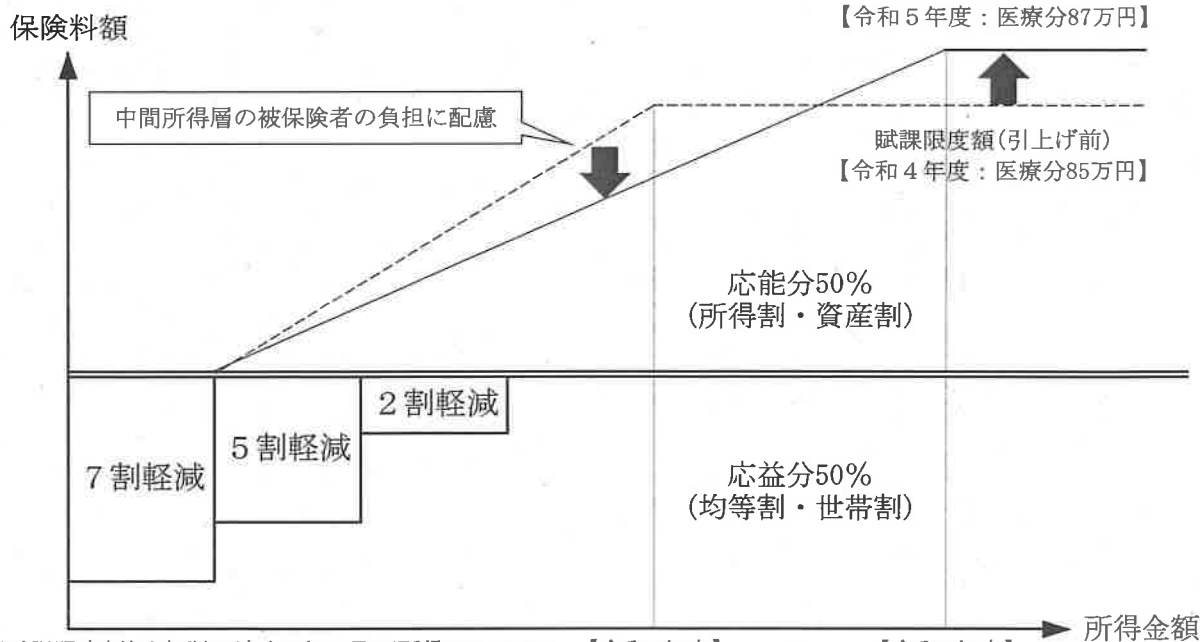 【令和5年度：医療分87万円】
保険料額
中間所得層の被保険者の負担に配慮
賦課限度額(引上げ前)
【令和4年度：医療分85万円】
応能分50%
(所得割・資産割)
2割軽減
5割軽減
7割軽減
応益分50%
(均等割・世帯割)
所得金額